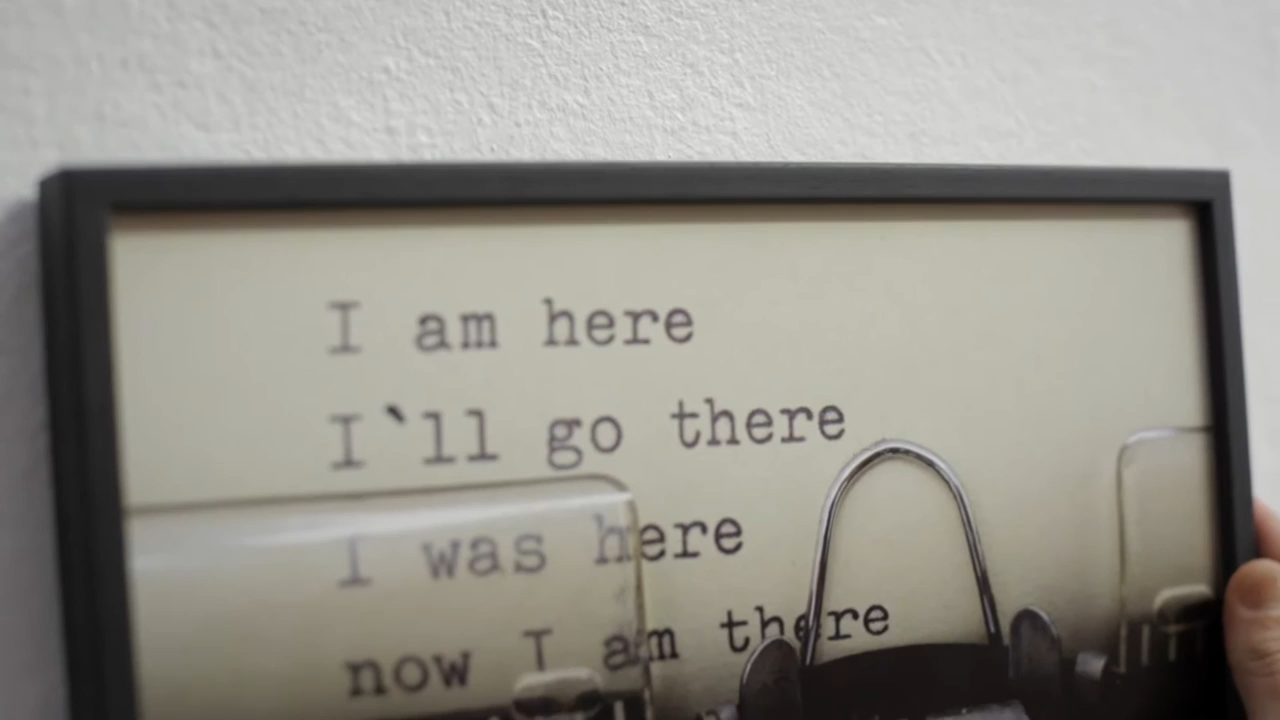 I am here
I`ll go there
I was here
now I am there